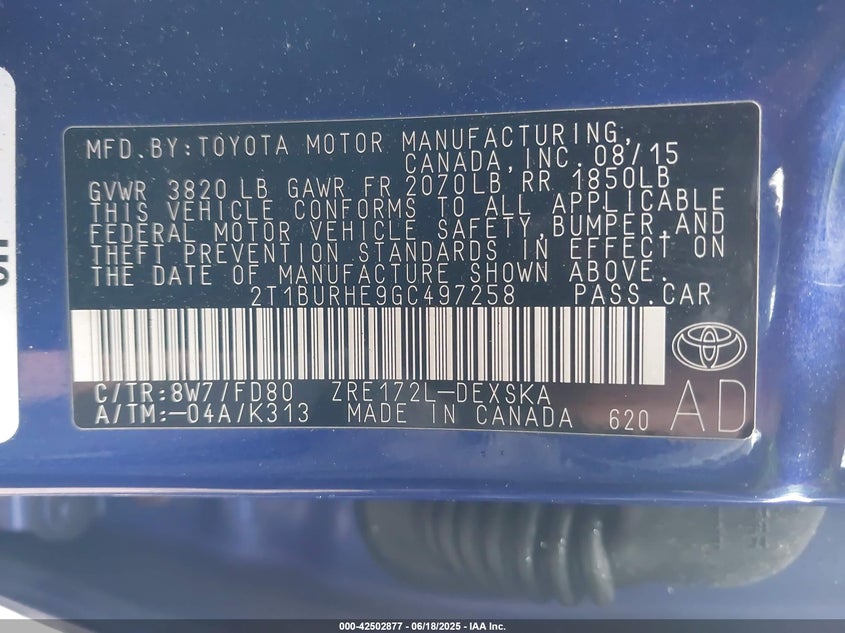 MFD.BY:TOYOTA MOTOR MANUFACTURING,
CANADA,INC. 08/15
GVWR 3820 LB GAWR FR 2070LB RR 1850LB
THIS VEHICLE CONFORMS TO ALL APPLICABLE
FEDERAL MOTOR VEHICLE SAFETY,BUMPER,AND
THEFT PREVENTION STANDARDS IN EFFECT ON
THE DATE OF MANUFACTURE SHOWN ABOVE.
2T1BURHE9GC497258 PASS.CAR
C/TR:8W7/FD80 ZRE172L-DEXSKA
A/TM:-04A/K313 MADE IN CANADA 620 AD
000-42502877 - 06/18/2025 - IAA Inc.